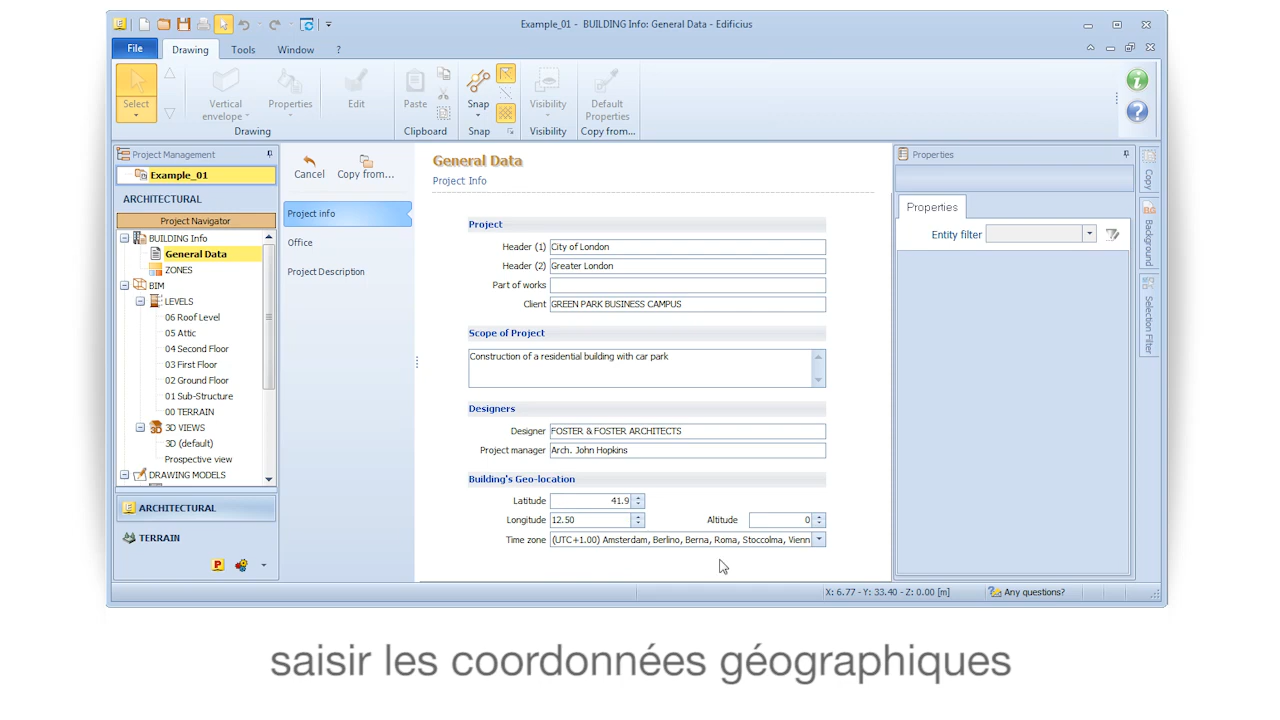 Example_01 - BUILDING Info: General Data - Edificius
File
Drawing
Tools
Window
?
Select
Vertical envelope
Properties
Edit
Paste
Snap
Visibility
Default Properties
Drawing
Clipboard
Snap
Visibility
Copy from...
Project Management
Example_01
ARCHITECTURAL
Project Navigator
BUILDING Info
General Data
ZONES
BIM
LEVELS
06 Roof Level
05 Attic
04 Second Floor
03 First Floor
02 Ground Floor
01 Sub-Structure
00 TERRAIN
3D VIEWS
3D (default)
Prospective view
DRAWING MODELS
ARCHITECTURAL
TERRAIN
Cancel
Copy from...
Project info
Office
Project Description
General Data
Project Info
Project
Header (1) City of London
Header (2) Greater London
Part of works
Client GREEN PARK BUSINESS CAMPUS
Scope of Project
Construction of a residential building with car park
Designers
Designer FOSTER & FOSTER ARCHITECTS
Project manager Arch. John Hopkins
Building's Geo-location
Latitude 41.9
Longitude 12.50 Altitude 0
Time zone (UTC+1.00) Amsterdam, Berlino, Berna, Roma, Stoccolma, Vienn
Properties
Properties
Entity filter
Copy
Background
Selection Filter
X: 6.77 - Y: 33.40 - Z: 0.00 [m]
Any questions?
saisir les coordonnées géographiques